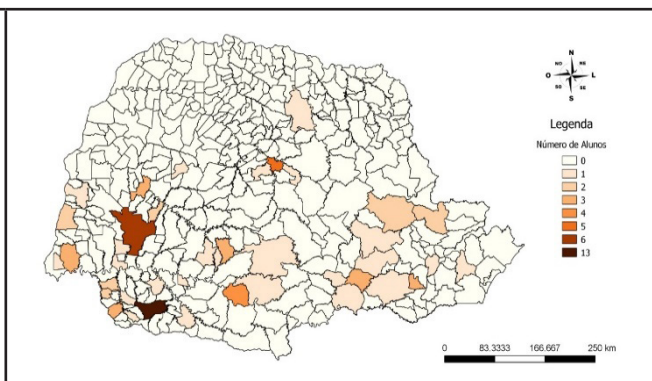 N
NO NE
O L
SO SE
S
Legenda
Número de Alunos
0
1
2
3
4
5
6
13
0 83.3333 166.667 250 km